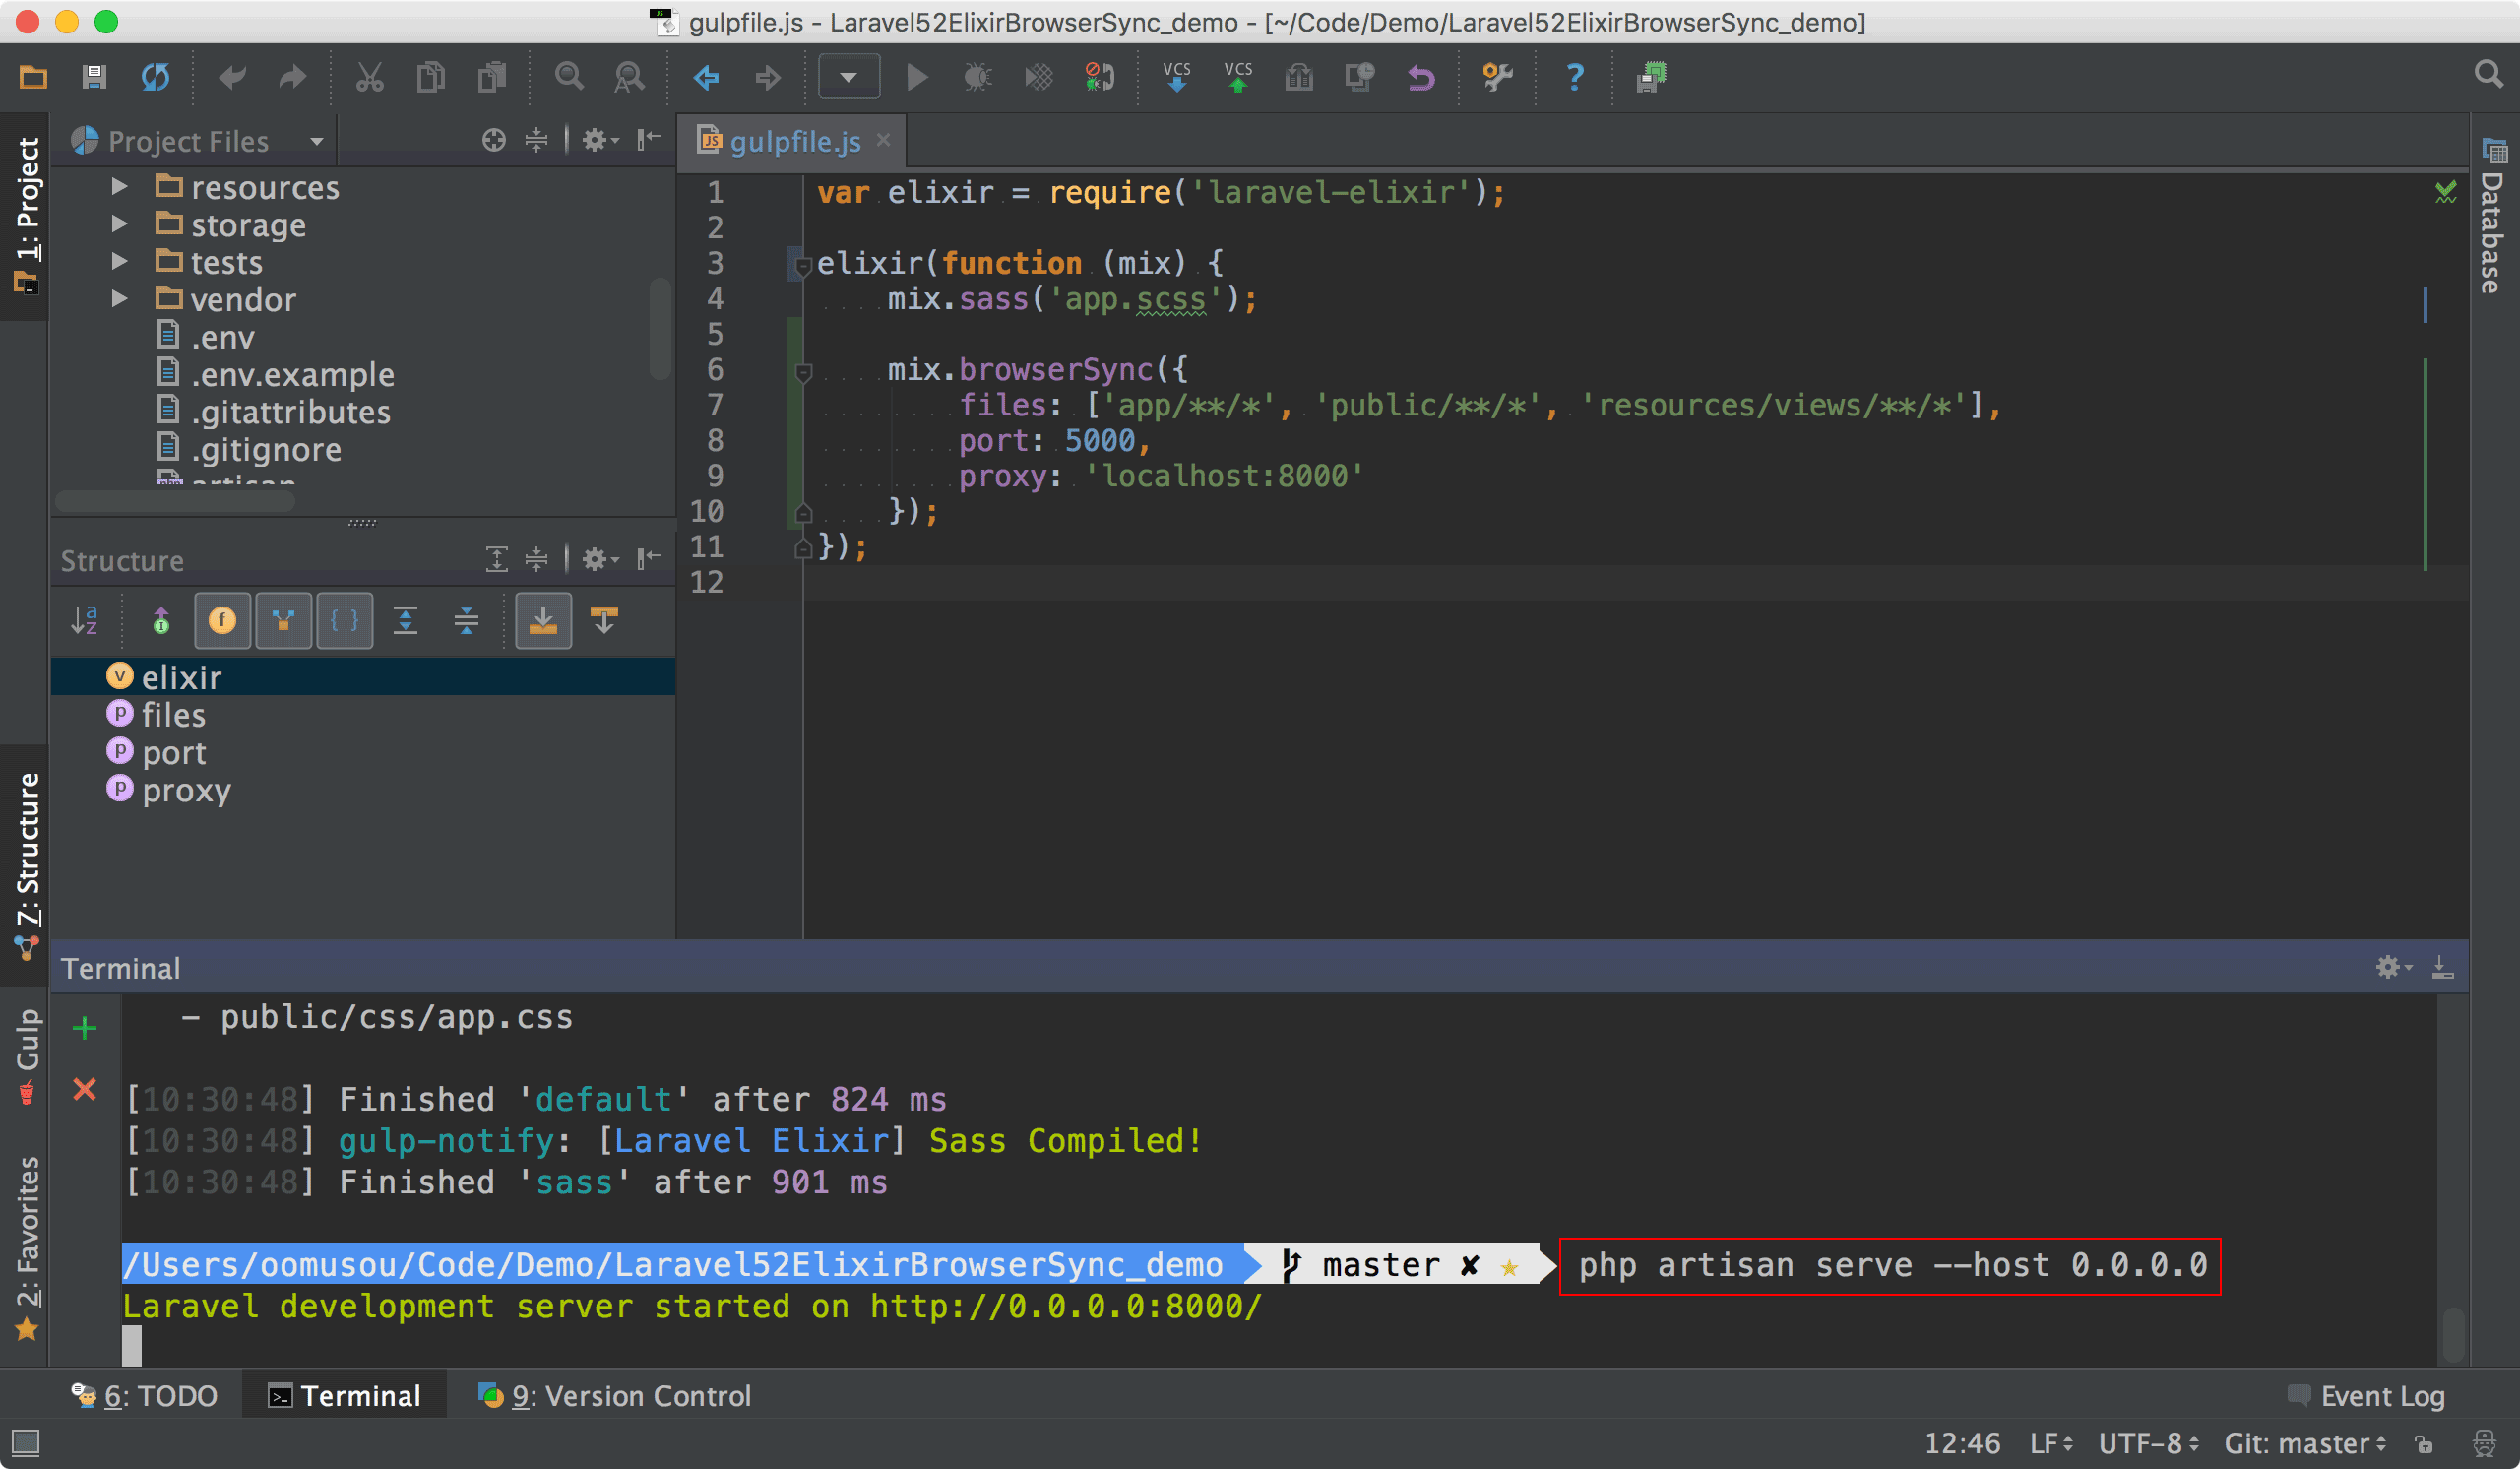 gulpfile.js - Laravel52ElixirBrowserSync_demo - [~/Code/Demo/Laravel52ElixirBrowserSync_demo]
VCS VCS ?
1: Project
Project Files
resources
storage
tests
vendor
.env
.env.example
.gitattributes
.gitignore
artisan
gulpfile.js
1 var elixir = require('laravel-elixir');
2
3 elixir(function (mix) {
4 mix.sass('app.scss');
5
6 mix.browserSync({
7 files: ['app/**/*', 'public/**/*', 'resources/views/**/*'],
8 port: 5000,
9 proxy: 'localhost:8000'
10 });
11 });
12
Database
Structure
elixir
files
port
proxy
7: Structure
Gulp
2: Favorites
Terminal
- public/css/app.css
[10:30:48] Finished 'default' after 824 ms
[10:30:48] gulp-notify: [Laravel Elixir] Sass Compiled!
[10:30:48] Finished 'sass' after 901 ms
/Users/oomusou/Code/Demo/Laravel52ElixirBrowserSync_demo master ✘ ★ php artisan serve --host 0.0.0.0
Laravel development server started on http://0.0.0.0:8000/
6: TODO Terminal 9: Version Control Event Log
12:46 LF UTF-8 Git: master